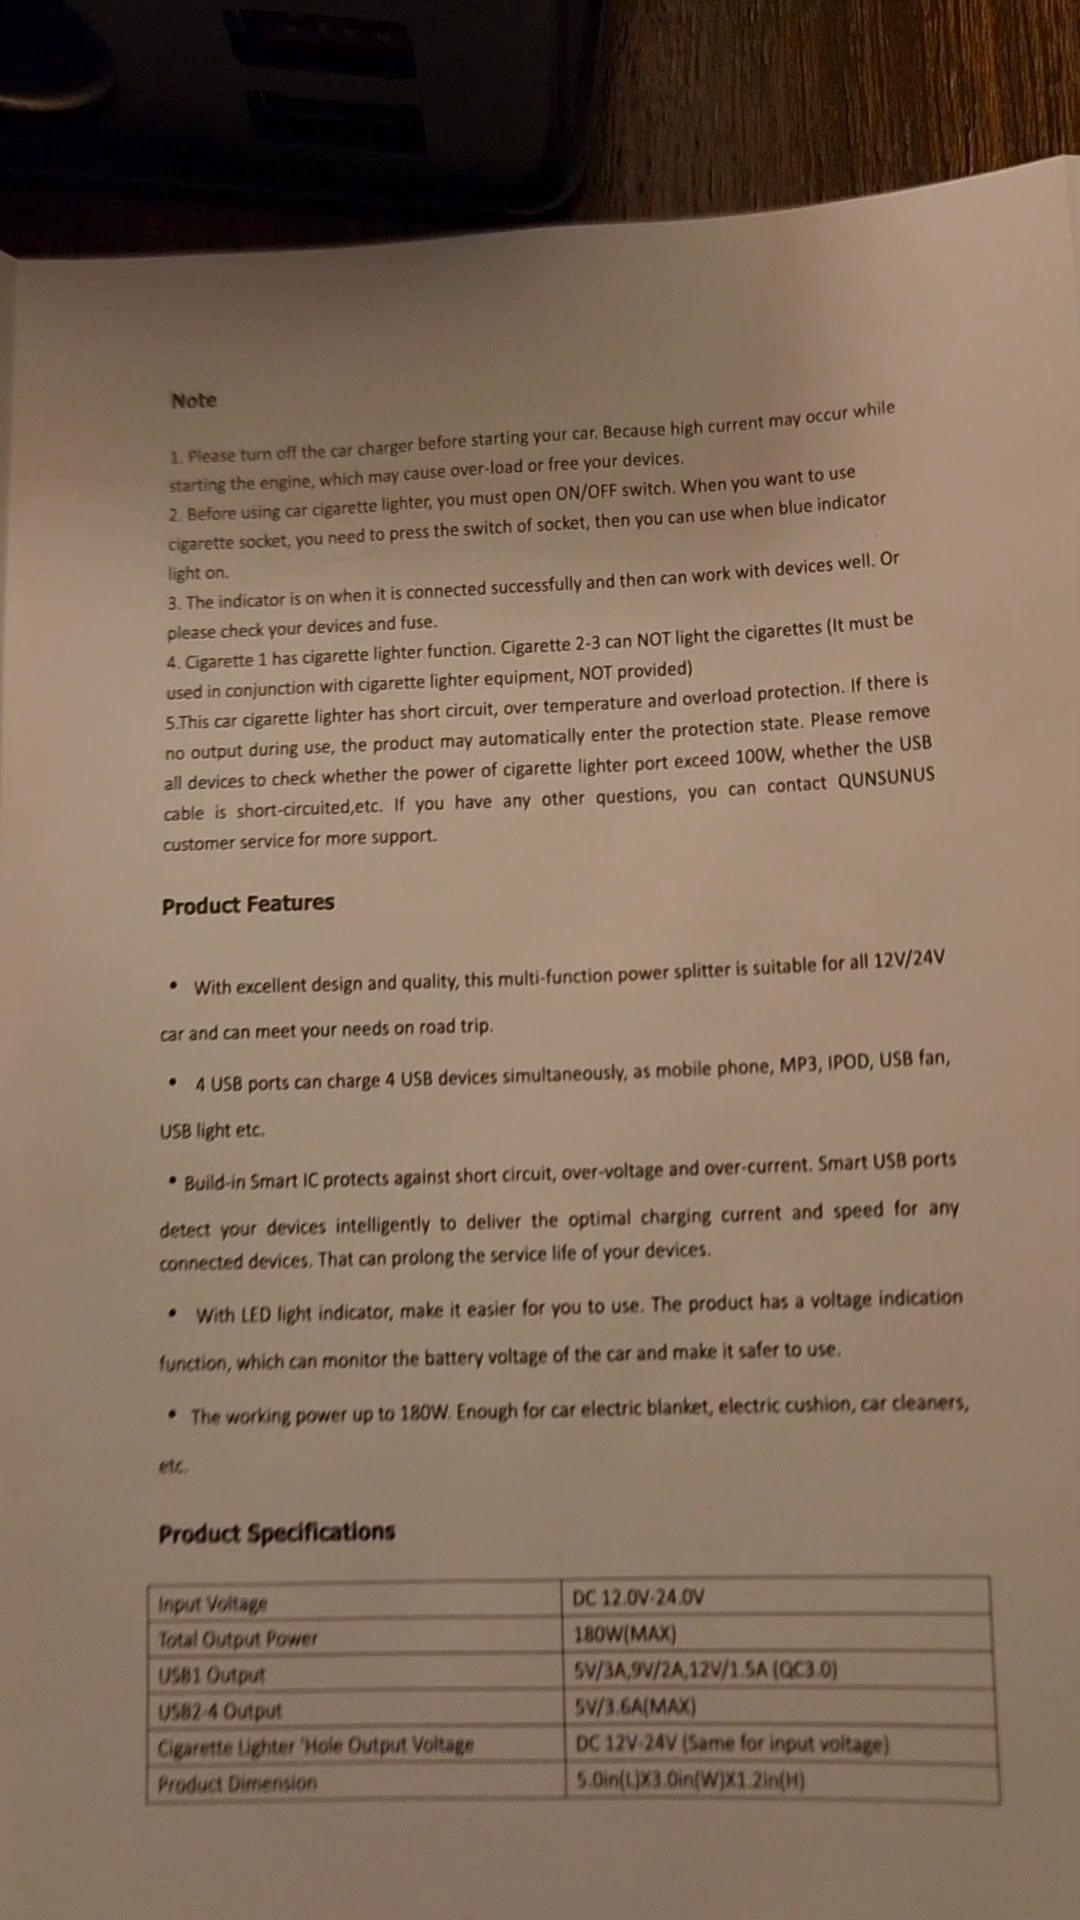 Note
1. Please turn off the car charger before starting your car. Because high current may occur while
starting the engine, which may cause over-load or free your devices.
2. Before using car cigarette lighter, you must open ON/OFF switch. When you want to use
cigarette socket, you need to press the switch of socket, then you can use when blue indicator
light on.
3. The indicator is on when it is connected successfully and then can work with devices well. Or
please check your devices and fuse.
4. Cigarette 1 has cigarette lighter function. Cigarette 2-3 can NOT light the cigarettes (It must be
used in conjunction with cigarette lighter equipment, NOT provided)
5.This car cigarette lighter has short circuit, over temperature and overload protection. If there is
no output during use, the product may automatically enter the protection state. Please remove
all devices to check whether the power of cigarette lighter port exceed 100W, whether the USB
cable is short-circuited,etc. If you have any other questions, you can contact QUNSUNUS
customer service for more support.
Product Features
• With excellent design and quality, this multi-function power splitter is suitable for all 12V/24V
car and can meet your needs on road trip.
• 4 USB ports can charge 4 USB devices simultaneously, as mobile phone, MP3, IPOD, USB fan,
USB light etc.
• Build-in Smart IC protects against short circuit, over-voltage and over-current. Smart USB ports
detect your devices intelligently to deliver the optimal charging current and speed for any
connected devices. That can prolong the service life of your devices.
• With LED light indicator, make it easier for you to use. The product has a voltage indication
function, which can monitor the battery voltage of the car and make it safer to use.
• The working power up to 180W. Enough for car electric blanket, electric cushion, car cleaners,
etc.
Product Specifications
Input Voltage DC 12.0V-24.0V
Total Output Power 180W(MAX)
USB1 Output 5V/3A,9V/2A,12V/1.5A (QC3.0)
USB2-4 Output 5V/3.6A(MAX)
Cigarette Lighter 'Hole Output Voltage DC 12V-24V (Same for input voltage)
Product Dimension 5.0in(L)X3.0in(W)X1.2in(H)